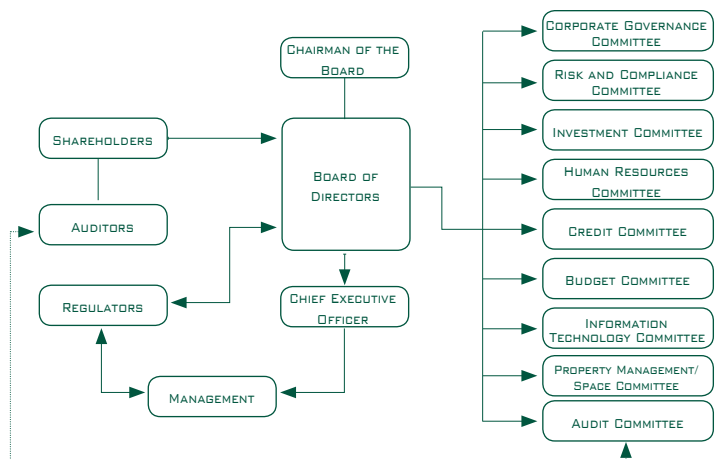 Chairman of the
Board
Shareholders
Board of
Directors
Auditors
Regulators
Chief Executive
Officer
Management
Corporate Governance
Committee
Risk and Compliance
Committee
Investment Committee
Human Resources
Committee
Credit Committee
Budget Committee
Information
Technology Committee
Property Management/
Space Committee
Audit Committee